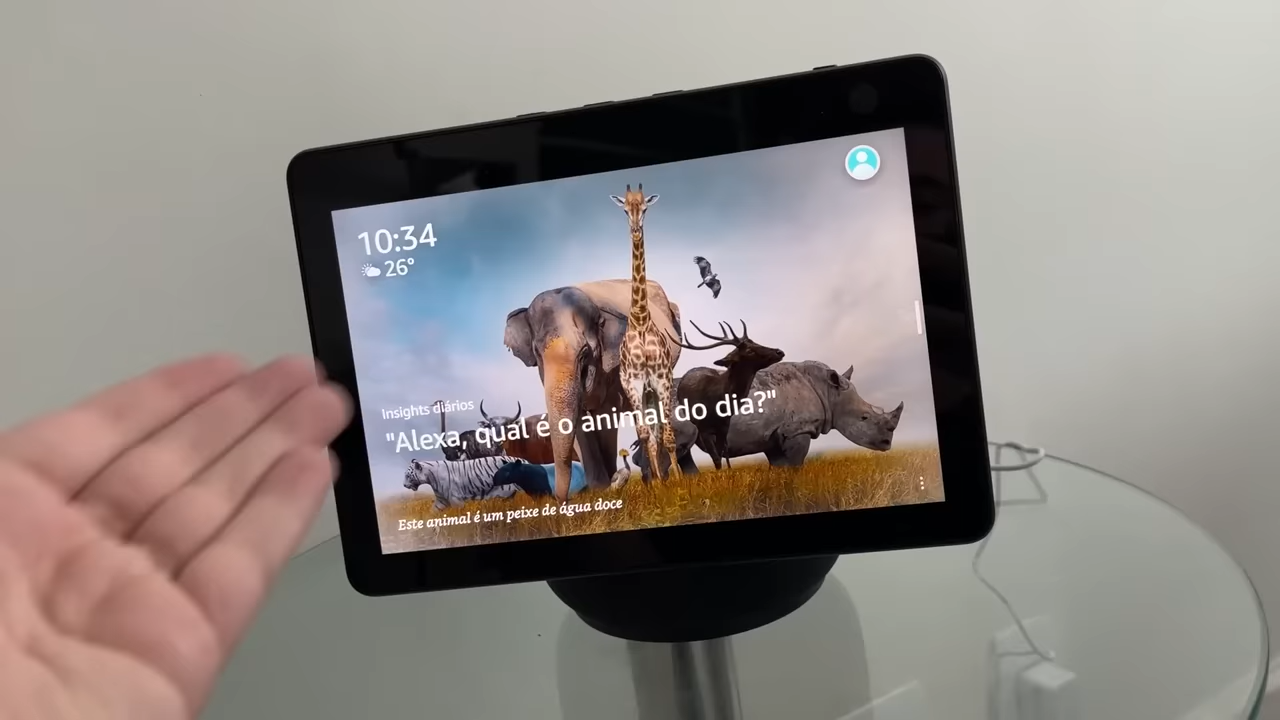 10:34
26°
Insights diários
"Alexa, qual é o animal do dia?"
Este animal é um peixe de água doce